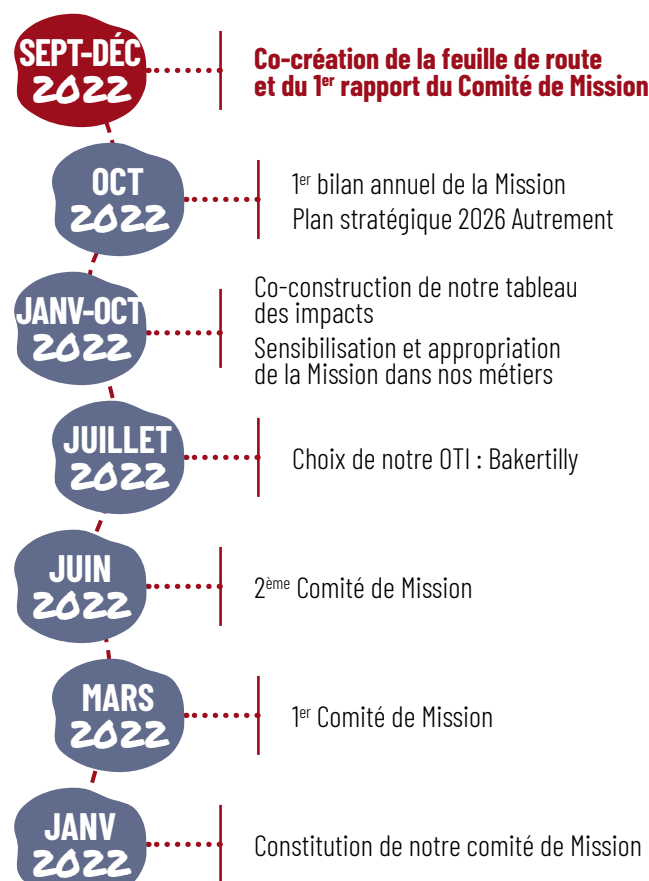 SEPT-DÉC
2022
Co-création de la feuille de route
et du 1er rapport du Comité de Mission
OCT
2022
1er bilan annuel de la Mission
Plan stratégique 2026 Autrement
JANV-OCT
2022
Co-construction de notre tableau
des impacts
Sensibilisation et appropriation
de la Mission dans nos métiers
JUILLET
2022
Choix de notre OTI : Bakertilly
JUIN
2022
2ème Comité de Mission
MARS
2022
1er Comité de Mission
JANV
2022
Constitution de notre comité de Mission